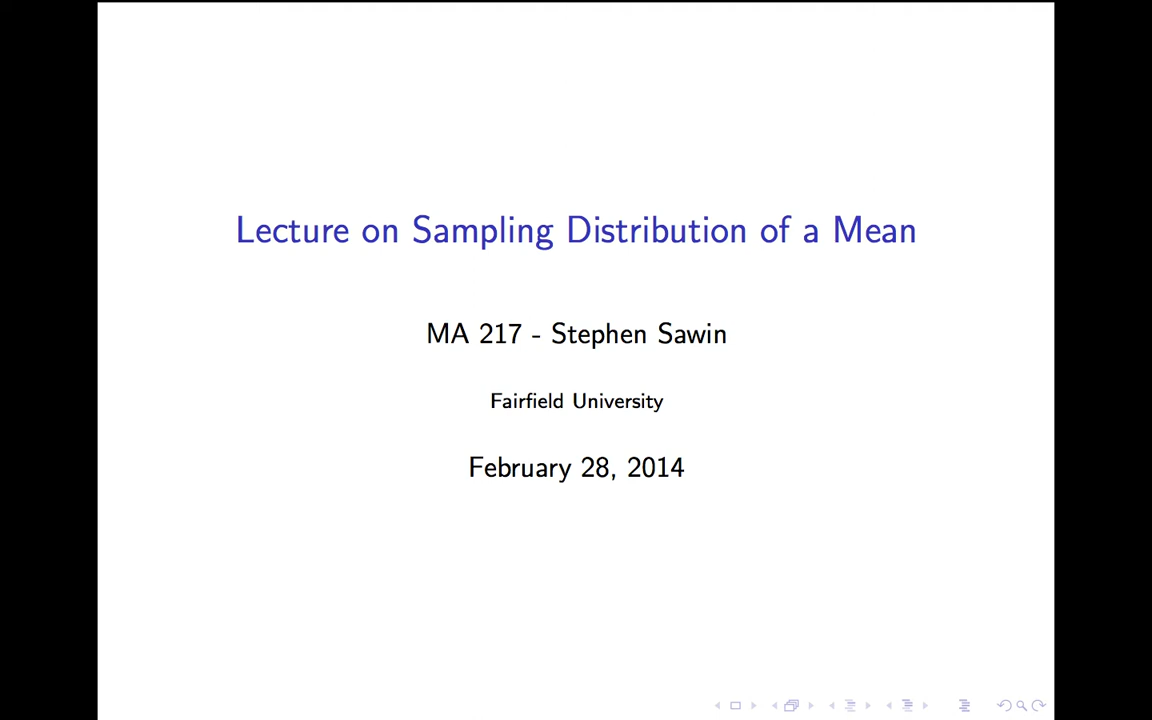 Lecture on Sampling Distribution of a Mean
MA 217 - Stephen Sawin
Fairfield University
February 28, 2014